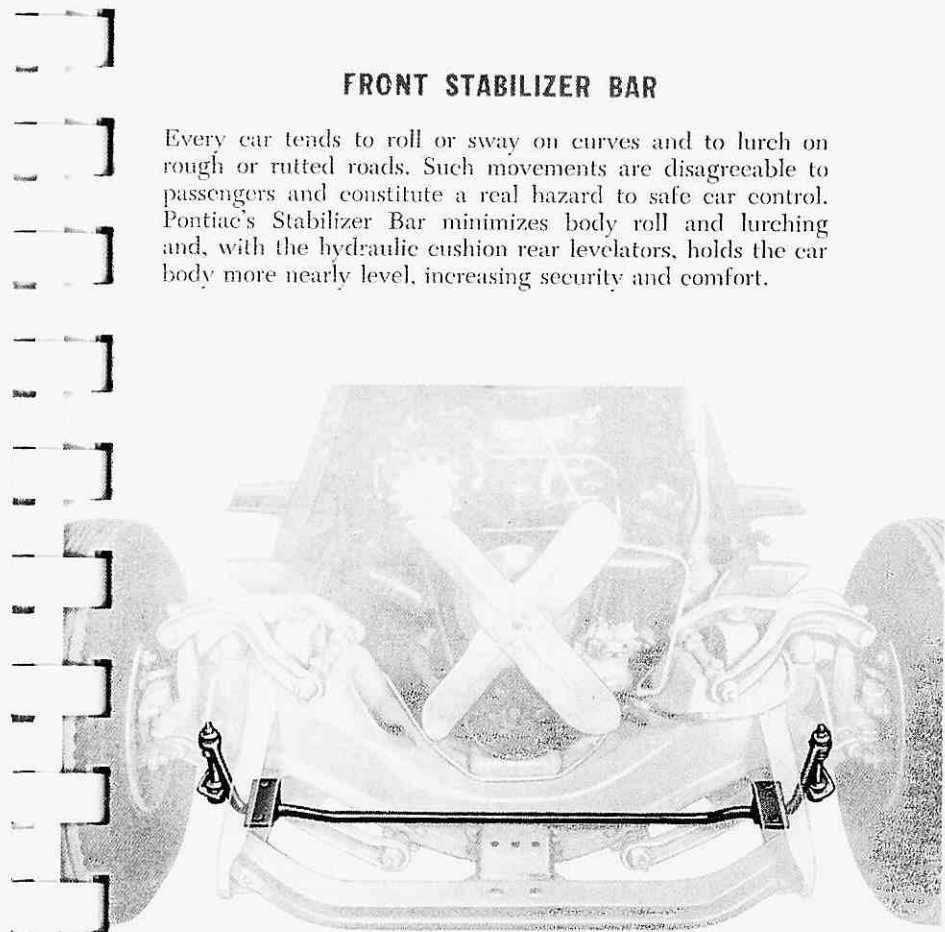 FRONT STABILIZER BAR
Every car tends to roll or sway on curves and to lurch on
rough or rutted roads. Such movements are disagreeable to
passengers and constitute a real hazard to safe car control.
Pontiac's Stabilizer Bar minimizes body roll and lurching
and, with the hydraulic cushion rear levelators, holds the car
body more nearly level, increasing security and comfort.